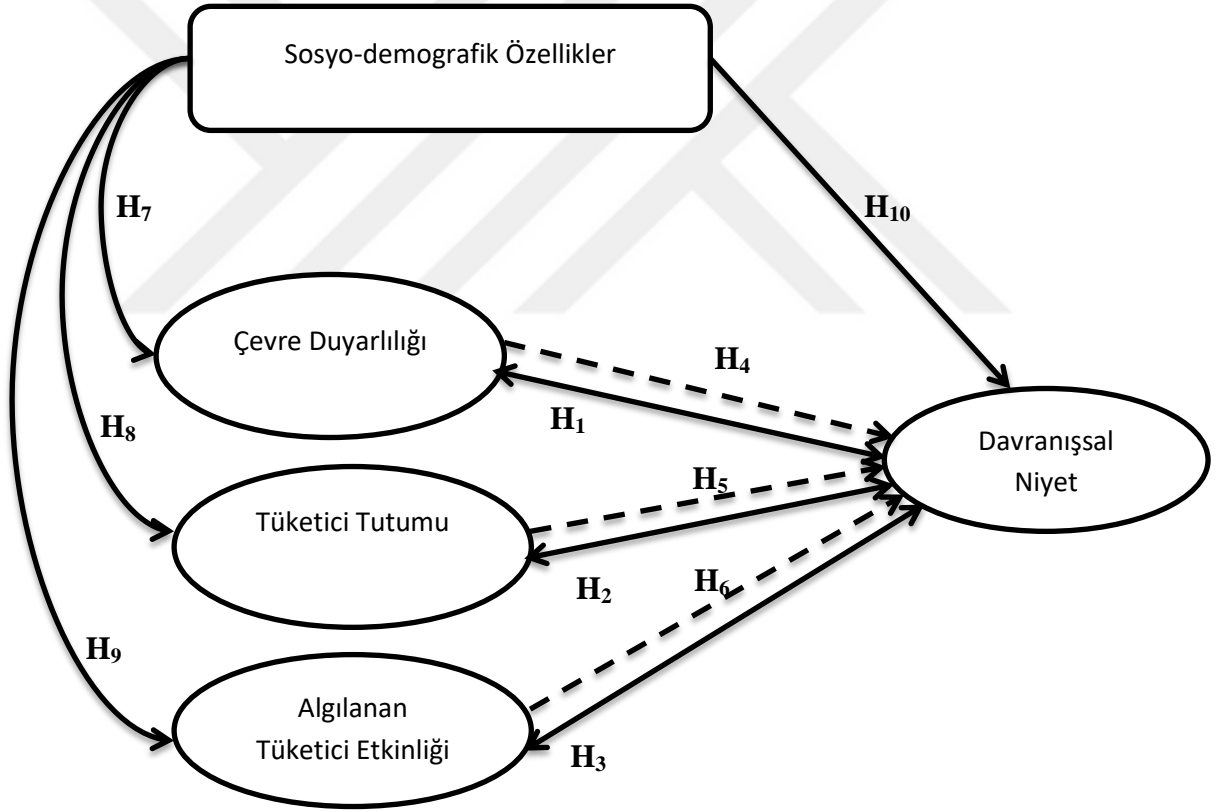 Sosyo-demografik Özellikler
H₇
H₁₀
Çevre Duyarlılığı
H₄
H₁
H₈
Davranışsal
Niyet
H₅
Tüketici Tutumu
H₂
H₆
H₉
Algılanan
Tüketici Etkinliği
H₃